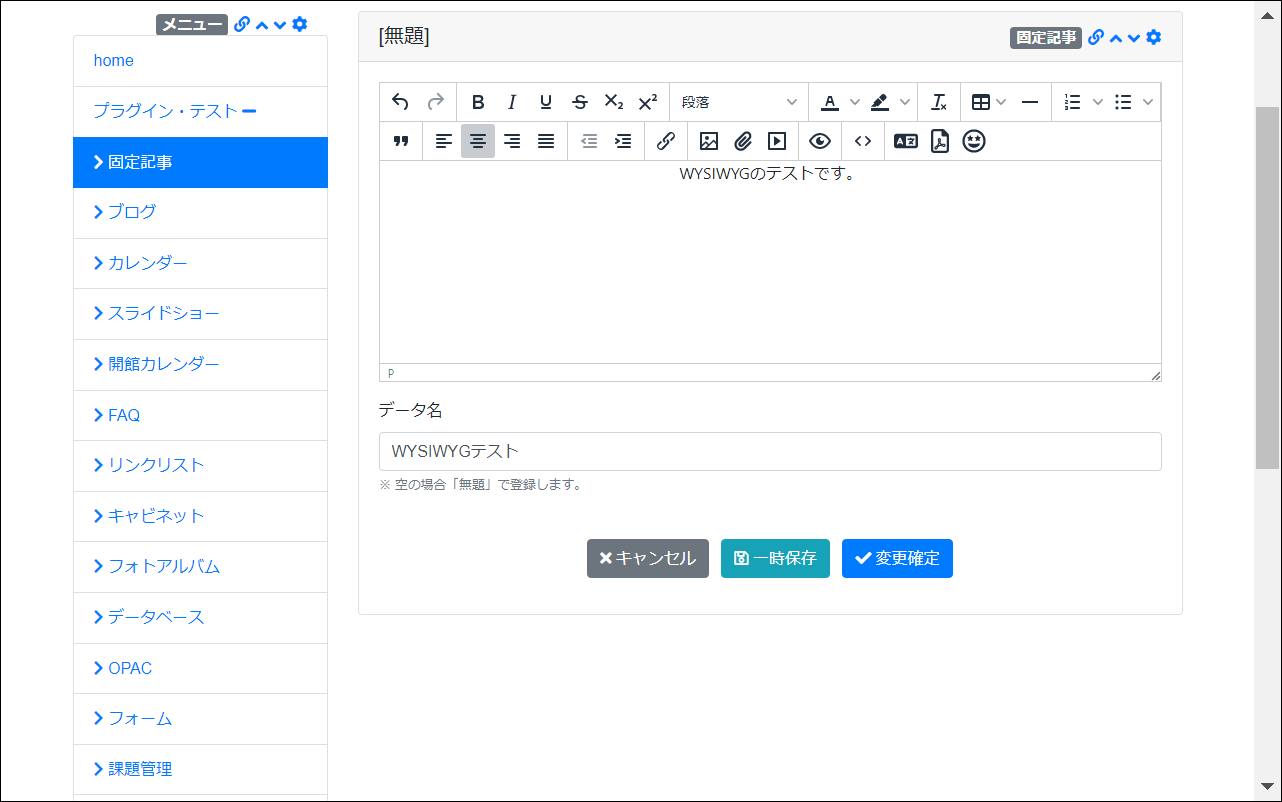 メニュー
home
プラグイン・テスト
固定記事
ブログ
カレンダー
スライドショー
開館カレンダー
FAQ
リンクリスト
キャビネット
フォトアルバム
データベース
OPAC
フォーム
課題管理
[無題]
固定記事
B I U S X₂ X² 段落 A
WYSIWYGのテストです。
P
データ名
WYSIWYGテスト
※ 空の場合「無題」で登録します。
キャンセル 一時保存 変更確定